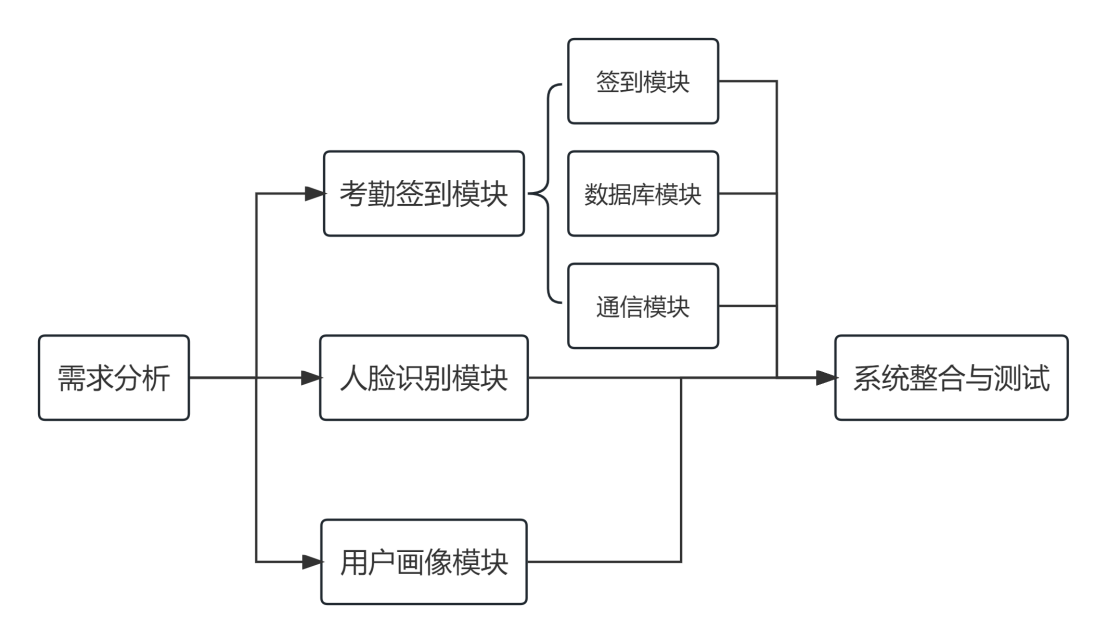 签到模块
考勤签到模块
数据库模块
通信模块
需求分析
人脸识别模块
系统整合与测试
用户画像模块